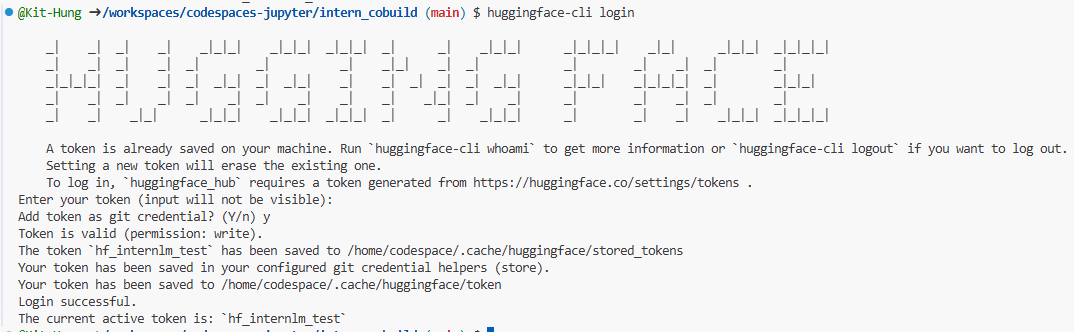 @Kit-Hung ➜/workspaces/codespaces-jupyter/intern_cobuild (main) $ huggingface-cli login
HUGGING FACE
A token is already saved on your machine. Run `huggingface-cli whoami` to get more information or `huggingface-cli logout` if you want to log out.
Setting a new token will erase the existing one.
To log in, `huggingface_hub` requires a token generated from https://huggingface.co/settings/tokens .
Enter your token (input will not be visible):
Add token as git credential? (Y/n) y
Token is valid (permission: write).
The token `hf_internlm_test` has been saved to /home/codespace/.cache/huggingface/stored_tokens
Your token has been saved in your configured git credential helpers (store).
Your token has been saved to /home/codespace/.cache/huggingface/token
Login successful.
The current active token is: `hf_internlm_test`